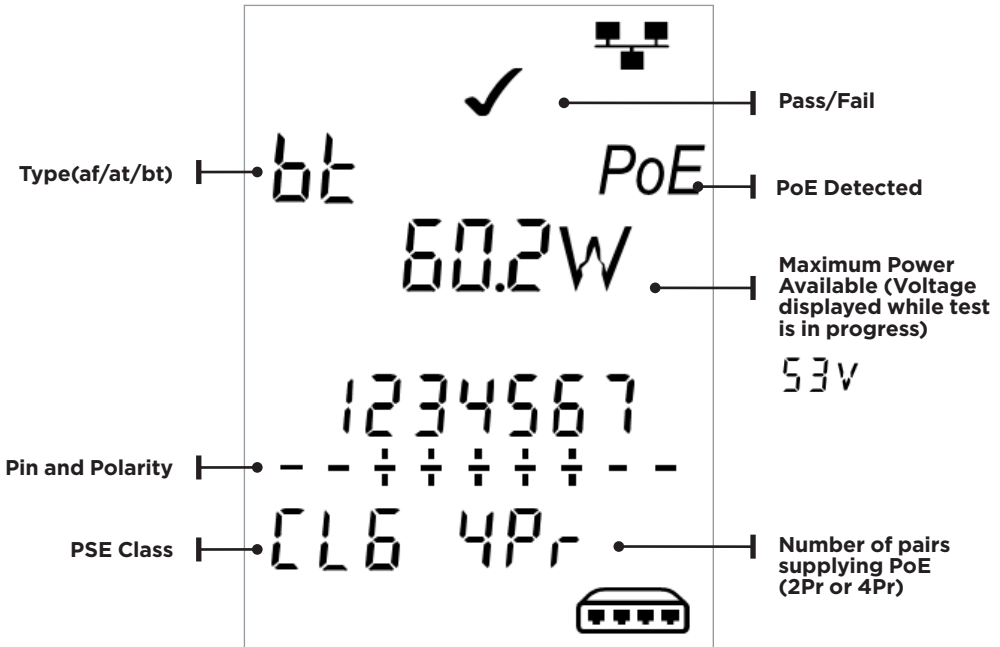 Pass/Fail
Type(af/at/bt)
bt
PoE
PoE Detected
60.2W
Maximum Power
Available (Voltage
displayed while test
is in progress)
53V
1234567
Pin and Polarity
- - ÷ ÷ ÷ ÷ ÷ - -
PSE Class
CL6 4Pr
Number of pairs
supplying PoE
(2Pr or 4Pr)